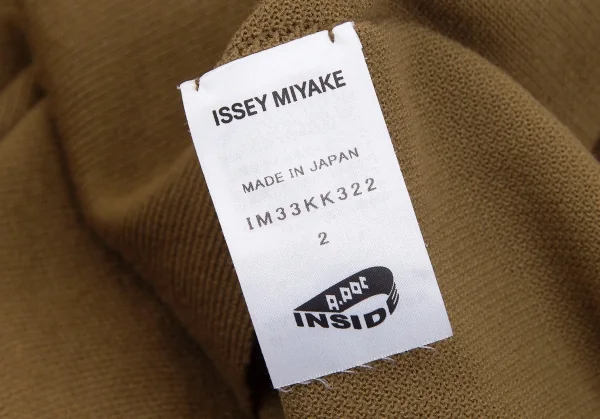 ISSEY MIYAKE
MADE IN JAPAN
IM33KK322
2
A.POC
INSIDE